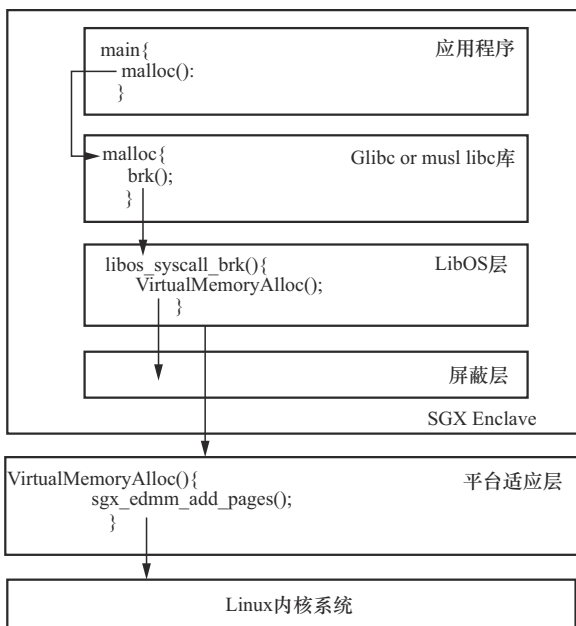 main{
应用程序
malloc():
}
malloc{
Glibc or musl libc库
brk();
}
libos_syscall_brk(){
LibOS层
VirtualMemoryAlloc();
}
屏蔽层
SGX Enclave
VirtualMemoryAlloc(){
平台适应层
sgx_edmm_add_pages();
}
Linux内核系统